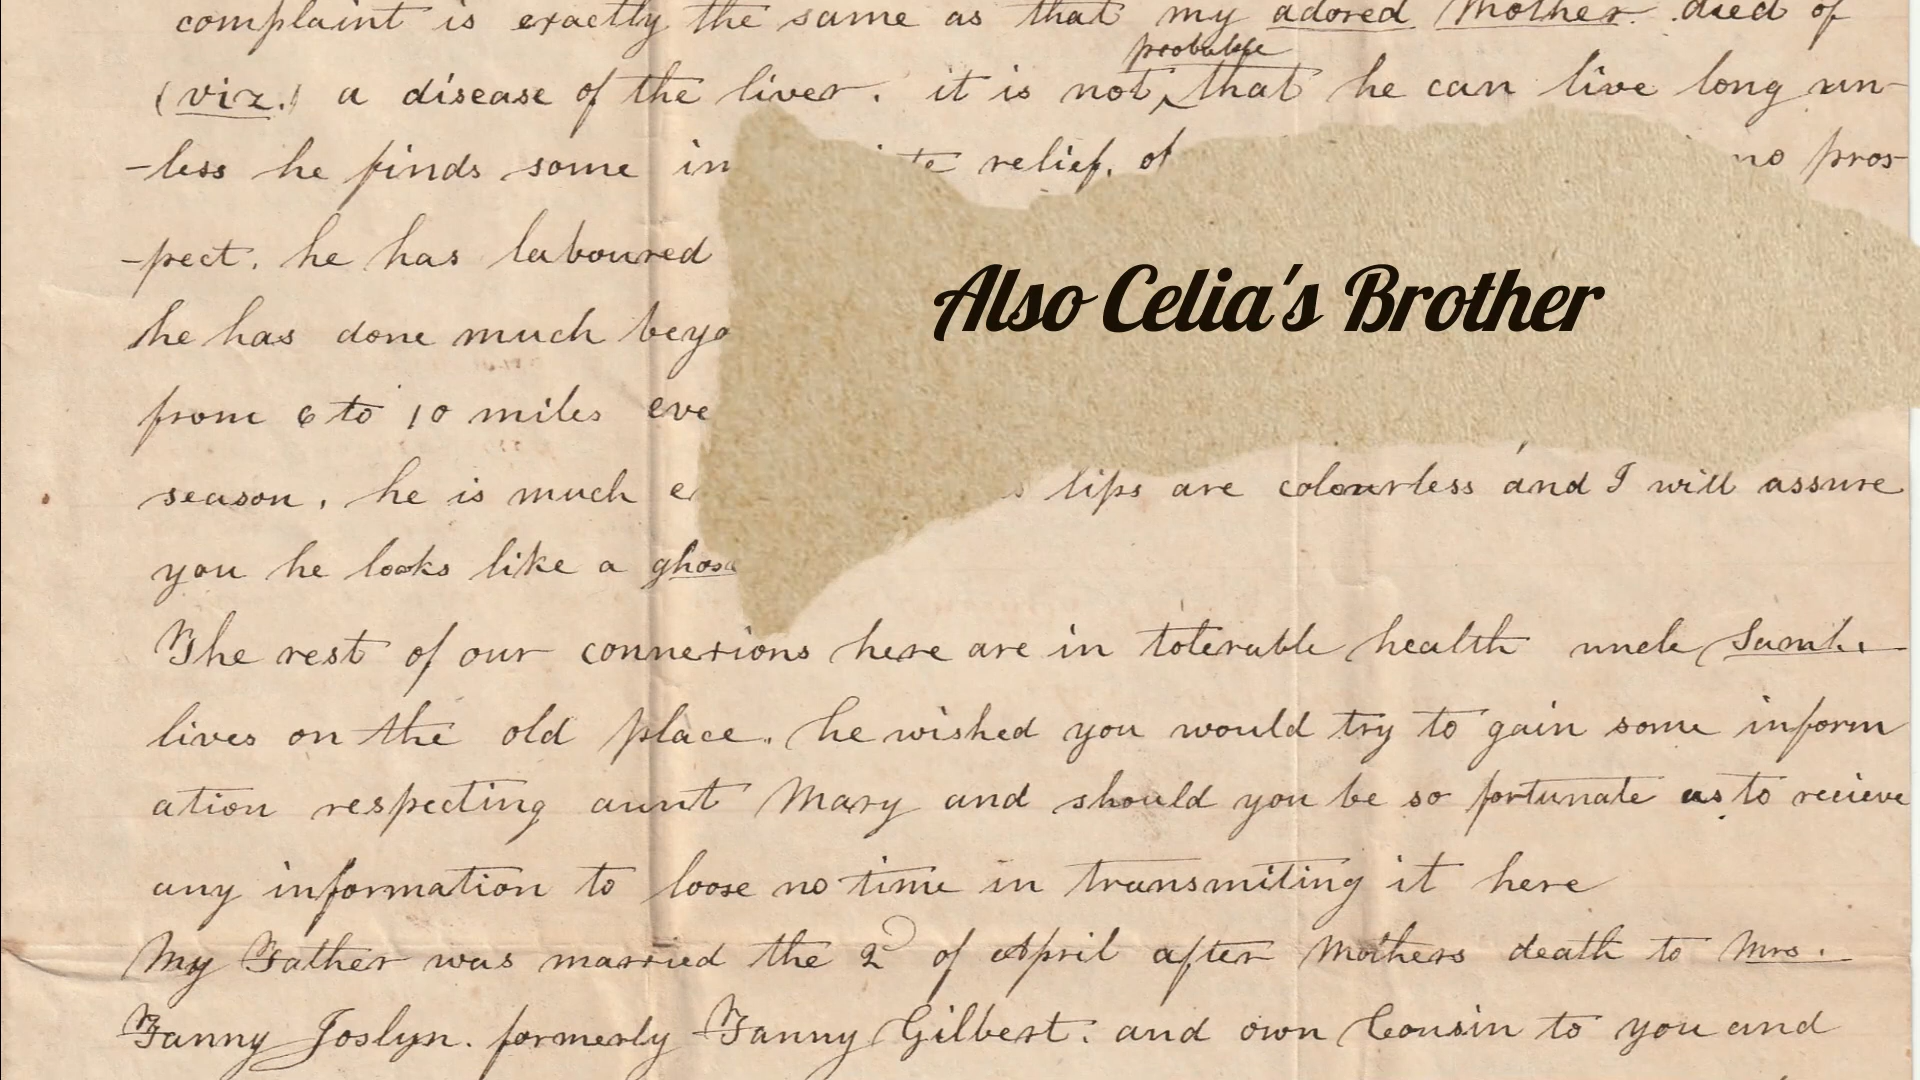 complaint is exactly the same as that my adored Mother. died of
probable
(viz.) a disease of the liver. it is not that he can live long un-
-less he finds some relief. of no pros-
-pect. he has laboured
he has done much
Also Celia's Brother
from 6 to 10 miles
season. he is much lips are colourless and I will assure
you he looks like a
The rest of our connexions here are in tolerable health uncle Saml.
lives on the old place. he wished you would try to gain some inform
ation respecting aunt Mary and should you be so fortunate as to recieve
any information to loose no time in transmiting it here
My Father was married the 2d of April after Mothers death to Mrs.
Fanny Joslyn. formerly Fanny Gilbert. and own Cousin to you and